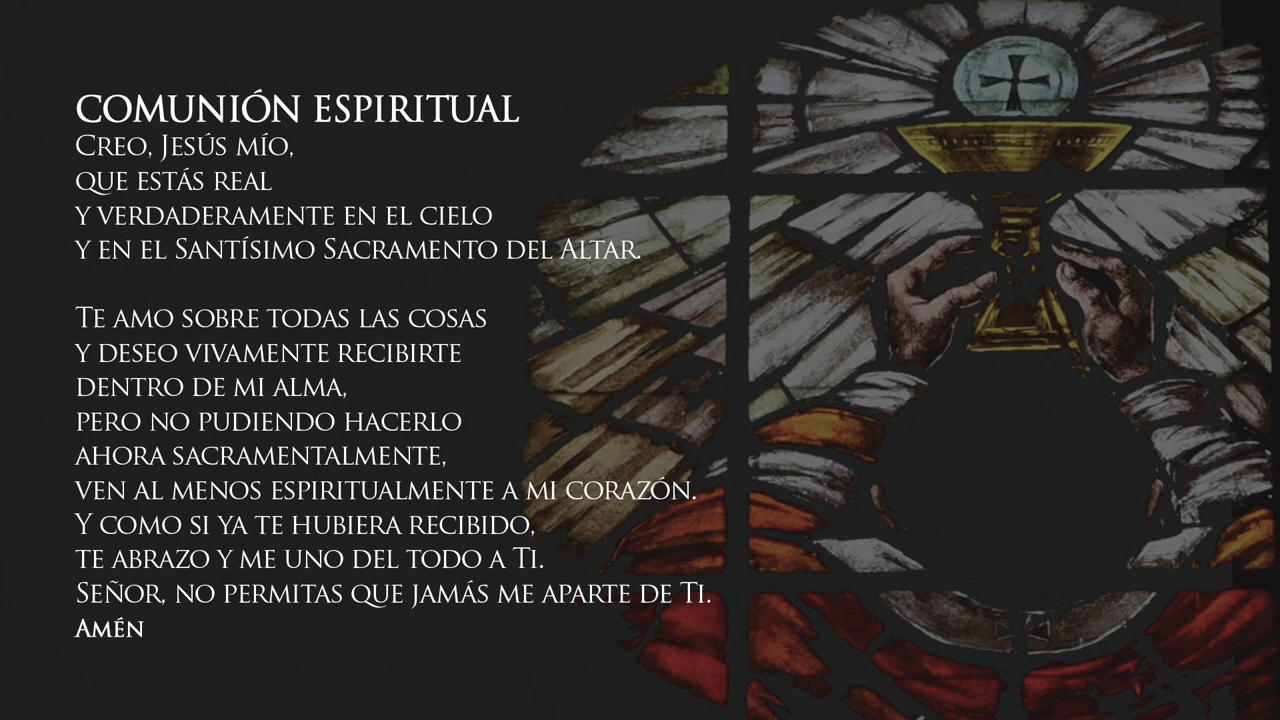 COMUNIÓN ESPIRITUAL
CREO, JESÚS MÍO,
QUE ESTÁS REAL
Y VERDADERAMENTE EN EL CIELO
Y EN EL SANTÍSIMO SACRAMENTO DEL ALTAR.
TE AMO SOBRE TODAS LAS COSAS
Y DESEO VIVAMENTE RECIBIRTE
DENTRO DE MI ALMA,
PERO NO PUDIENDO HACERLO
AHORA SACRAMENTALMENTE,
VEN AL MENOS ESPIRITUALMENTE A MI CORAZÓN.
Y COMO SI YA TE HUBIERA RECIBIDO,
TE ABRAZO Y ME UNO DEL TODO A TI.
SEÑOR, NO PERMITAS QUE JAMÁS ME APARTE DE TI.
AMÉN